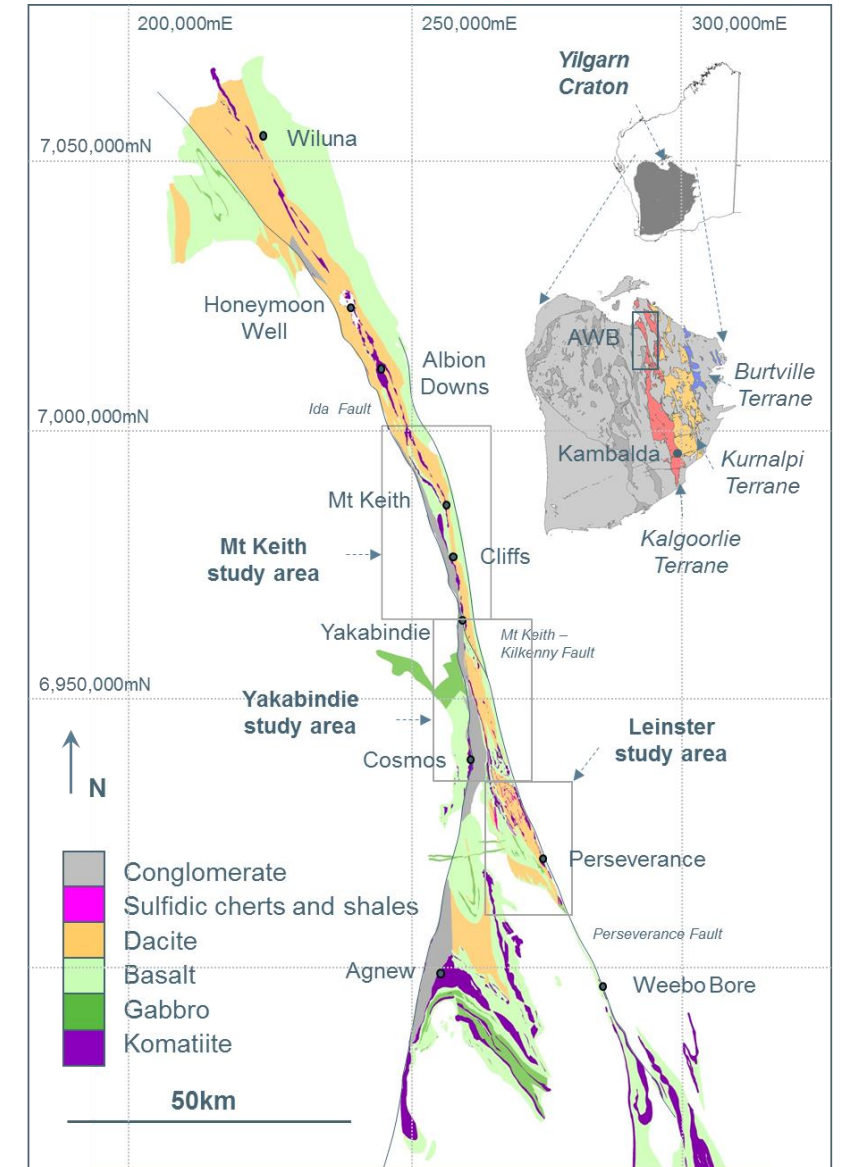 200,000mE
250,000mE
300,000mE
Yilgarn
Craton
7,050,000mN
Wiluna
Honeymoon
Well
AWB
Albion
Downs
Burtville
Terrane
Ida Fault
7,000,000mN
Kambalda
Kurnalpi
Terrane
Mt Keith
Kalgoorlie
Terrane
Mt Keith
study area
Cliffs
Yakabindie
Mt Keith –
Kilkenny Fault
6,950,000mN
Yakabindie
study area
Leinster
study area
Cosmos
N
Perseverance
Conglomerate
Sulfidic cherts and shales
Dacite
Basalt
Gabbro
Komatiite
Perseverance Fault
Agnew
Weebo Bore
50km